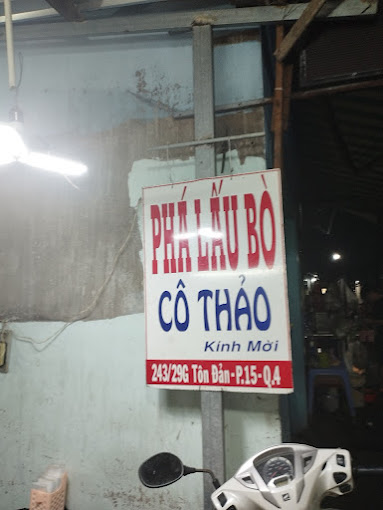 PHÁ LẤU BÒ
CÔ THẢO
Kính Mời
243/29G Tôn Đản-P.15-Q.4